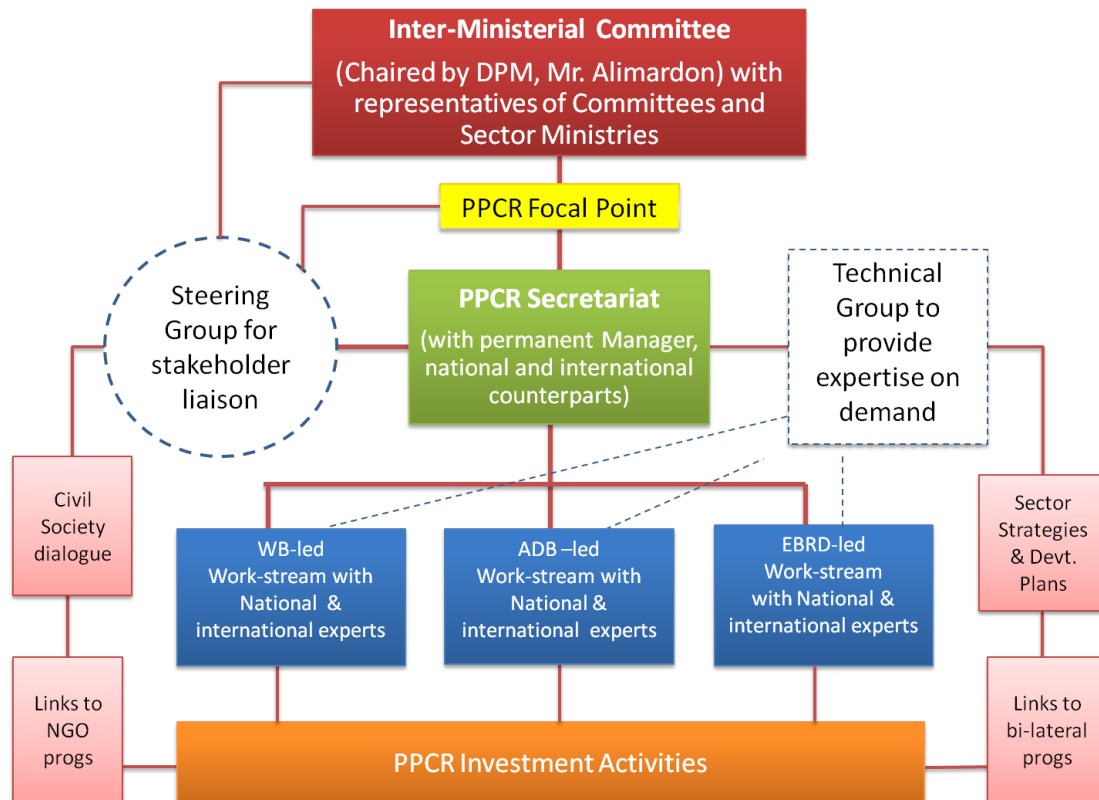 Inter-Ministerial Committee
(Chaired by DPM, Mr. Alimardon) with
representatives of Committees and
Sector Ministries
PPCR Focal Point
Steering
Group for
stakeholder
liaison
PPCR Secretariat
(with permanent Manager,
national and international
counterparts)
Technical
Group to
provide
expertise on
demand
Civil
Society
dialogue
WB-led
Work-stream with
National &
international experts
ADB –led
Work-stream with
National &
international experts
EBRD-led
Work-stream
with National &
international experts
Sector
Strategies
& Devt.
Plans
Links to
NGO
progs
PPCR Investment Activities
Links to
bi-lateral
progs